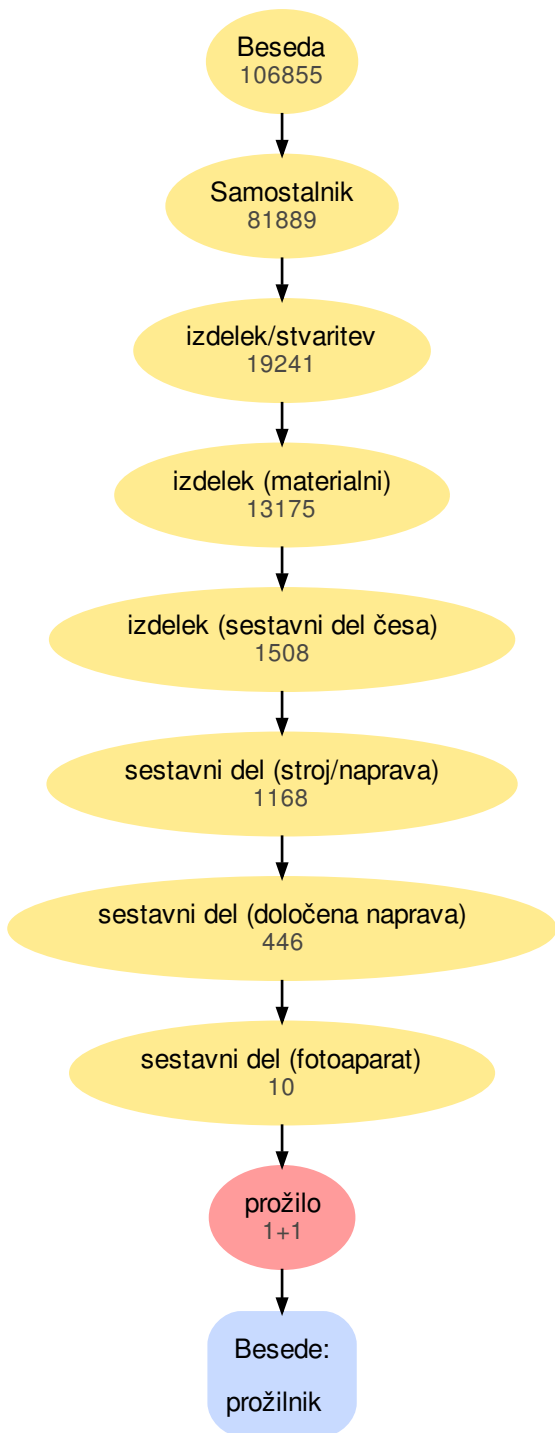 Beseda
106855
Samostalnik
81889
izdelek/stvaritev
19241
izdelek (materialni)
13175
izdelek (sestavni del česa)
1508
sestavni del (stroj/naprava)
1168
sestavni del (določena naprava)
446
sestavni del (fotoaparat)
10
prožilo
1+1
Besede:
prožilnik